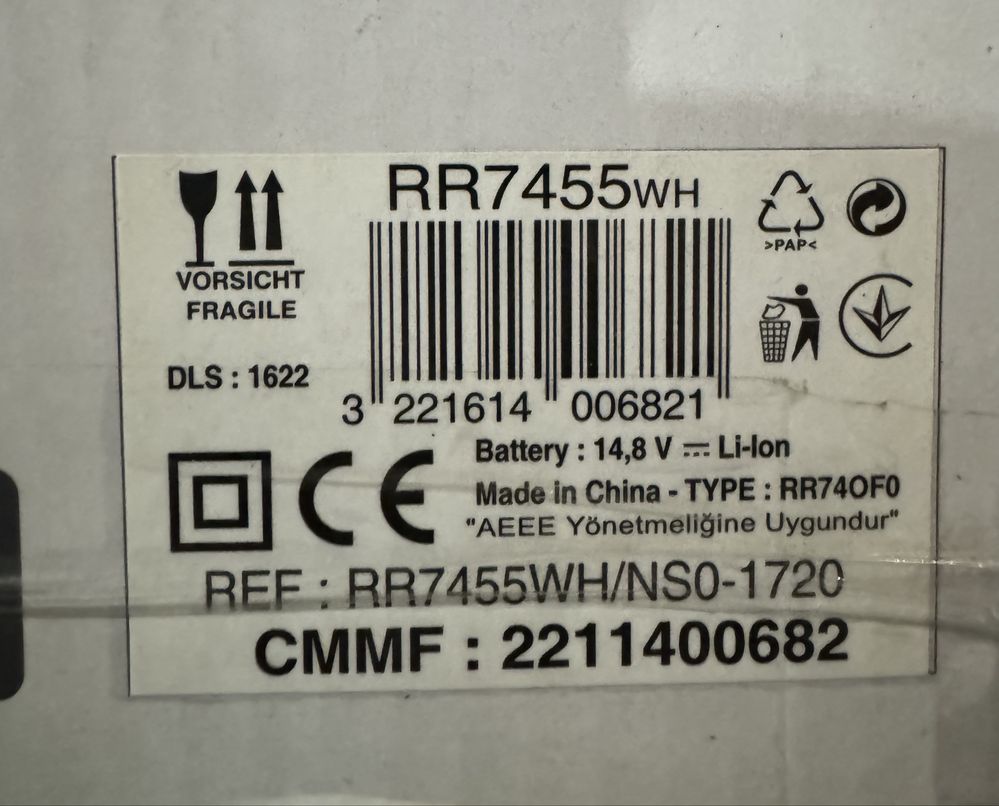 RR7455WH
VORSICHT
FRAGILE
>PAP<
DLS : 1622
3 221614 006821
Battery : 14,8 V ⎓ Li-Ion
Made in China - TYPE : RR74OF0
"AEEE Yönetmeliğine Uygundur"
CE
REF : RR7455WH/NS0-1720
CMMF : 2211400682